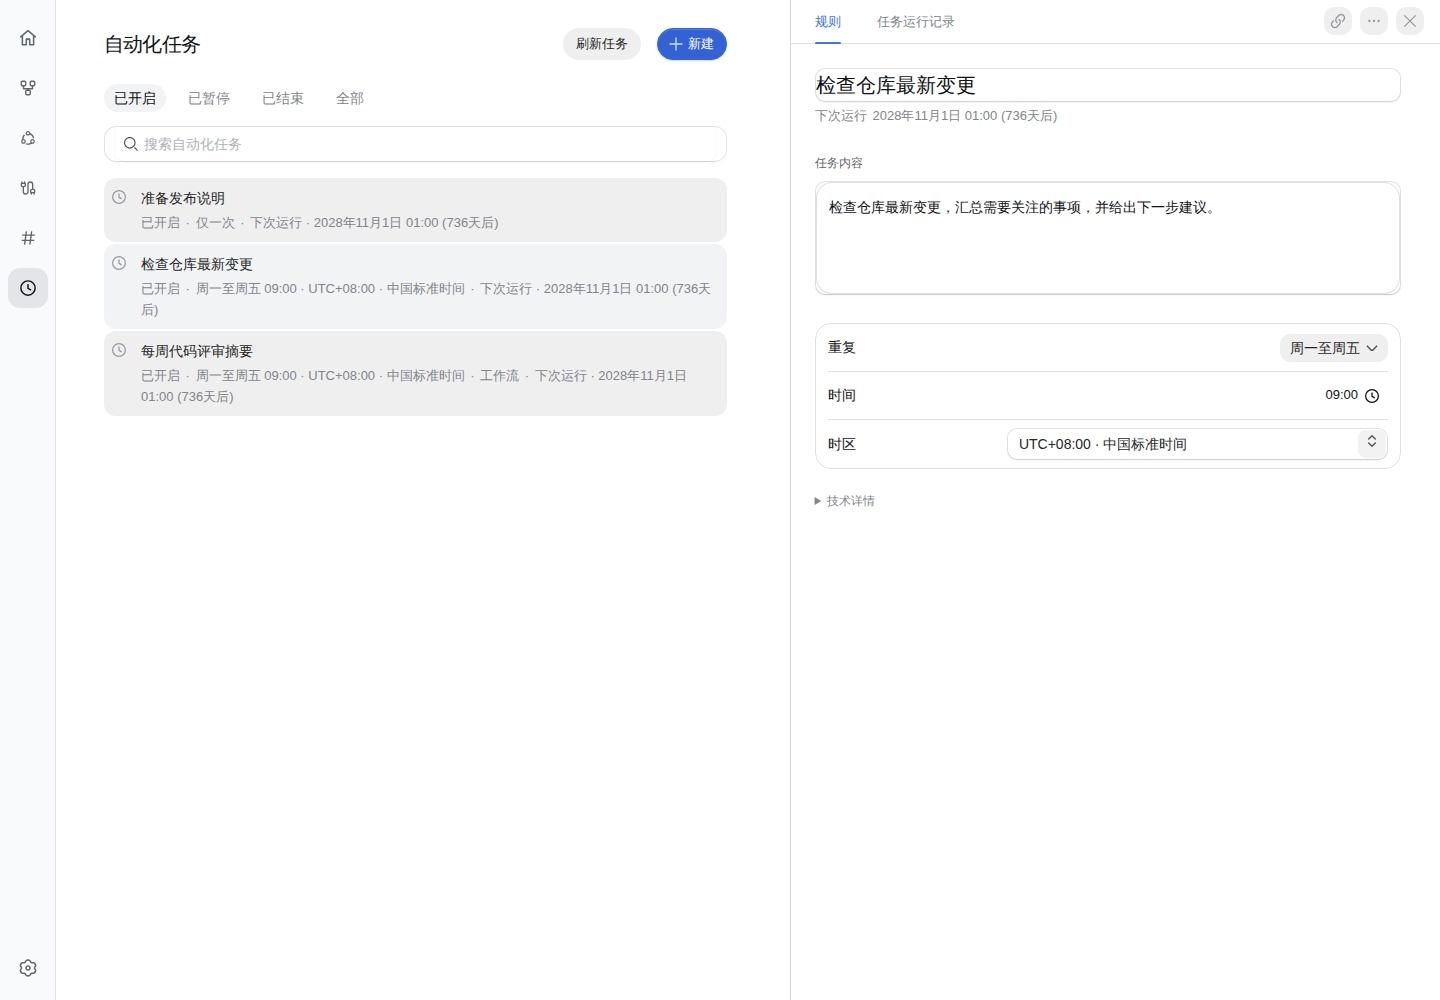 自动化任务
刷新任务
新建
已开启
已暂停
已结束
全部
搜索自动化任务
准备发布说明
已开启 · 仅一次 · 下次运行 · 2028年11月1日 01:00 (736天后)
检查仓库最新变更
已开启 · 周一至周五 09:00 · UTC+08:00 · 中国标准时间 · 下次运行 · 2028年11月1日 01:00 (736天
后)
每周代码评审摘要
已开启 · 周一至周五 09:00 · UTC+08:00 · 中国标准时间 · 工作流 · 下次运行 · 2028年11月1日
01:00 (736天后)
规则
任务运行记录
检查仓库最新变更
下次运行 2028年11月1日 01:00 (736天后)
任务内容
检查仓库最新变更，汇总需要关注的事项，并给出下一步建议。
重复
周一至周五
时间
09:00
时区
UTC+08:00 · 中国标准时间
技术详情